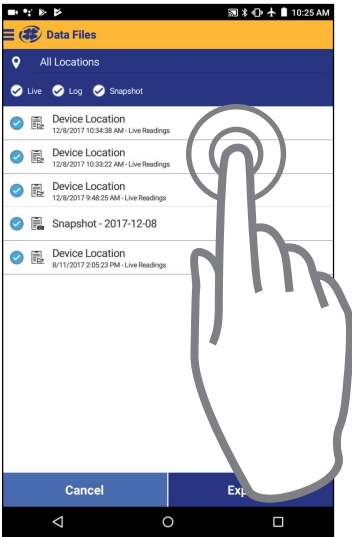 10:25 AM
Data Files
All Locations
Live Log Snapshot
Device Location
12/8/2017 10:34:38 AM - Live Readings
Device Location
12/8/2017 10:33:22 AM - Live Readings
Device Location
12/8/2017 9:48:25 AM - Live Readings
Snapshot - 2017-12-08
Device Location
8/11/2017 2:05:23 PM - Live Readings
Cancel Exp